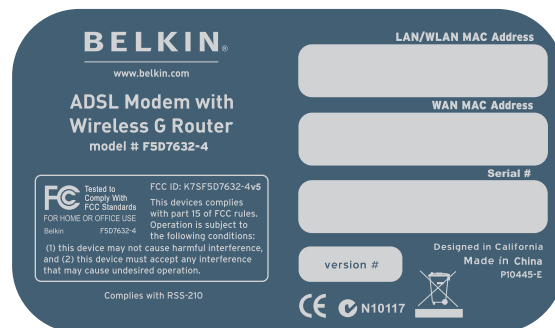 BELKIN®
www.belkin.com
ADSL Modem with
Wireless G Router
model # F5D7632-4
FC Tested to
Comply With
FCC Standards
FOR HOME OR OFFICE USE
Belkin F5D7632-4
FCC ID: K7SF5D7632-4v5
This devices complies
with part 15 of FCC rules.
Operation is subject to
the following conditions:
(1) this device may not cause harmful interference,
and (2) this device must accept any interference
that may cause undesired operation.
Complies with RSS-210
LAN/WLAN MAC Address
WAN MAC Address
Serial #
version #
Designed in California
Made in China
P10445-E
CE N10117